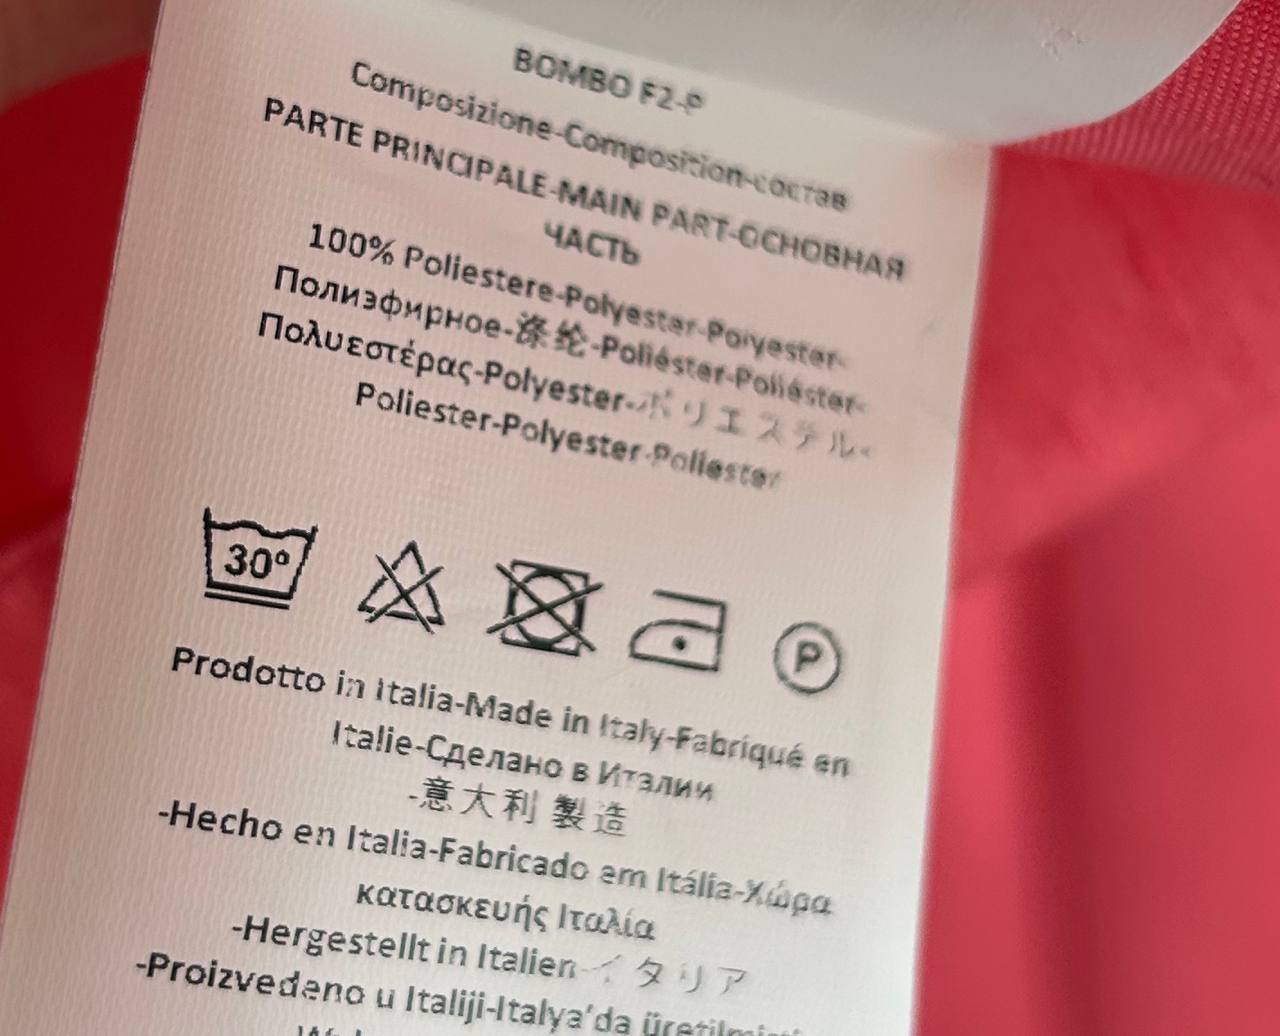 BOMBO F2-P
Composizione-Composition-состав
PARTE PRINCIPALE-MAIN PART-ОСНОВНАЯ
ЧАСТЬ
100% Poliestere-Polyester-Polyester-
Полиэфирное-涤纶-Poliéster-Poliéster-
Πολυεστέρας-Polyester-ポリエステル-
Poliester-Polyester-Poliester
30°
P
Prodotto in Italia-Made in Italy-Fabriqué en
Italie-Сделано в Италии
-意大利 製造
-Hecho en Italia-Fabricado em Itália-Χώρα
κατασκευής Ιταλία
-Hergestellt in Italien-イタリア
-Proizvedeno u Italiji-Italya'da üretilmiştir